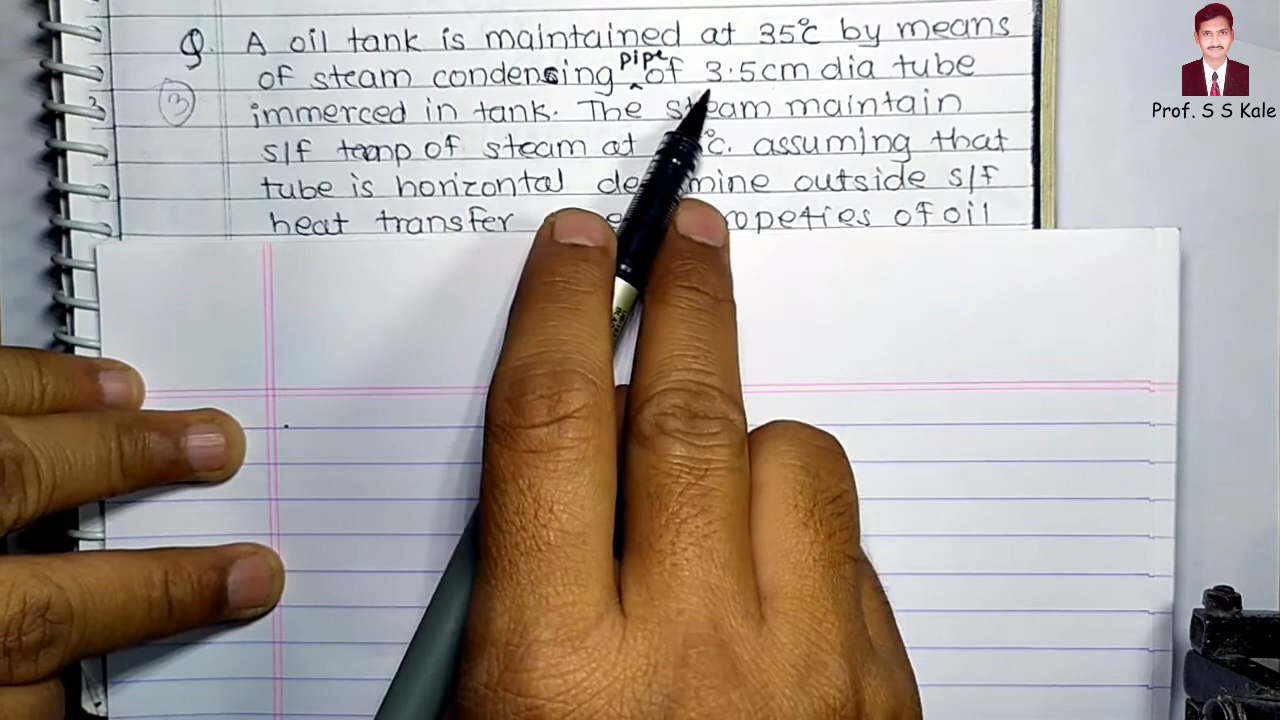 Q. A oil tank is maintained at 35°c by means
of steam condensing pipe of 3.5cm dia tube
③ immerced in tank. The steam maintain
s/f temp of steam at °c. assuming that
tube is horizontal outside s/f
heat transfer of oil
Prof. S S Kale